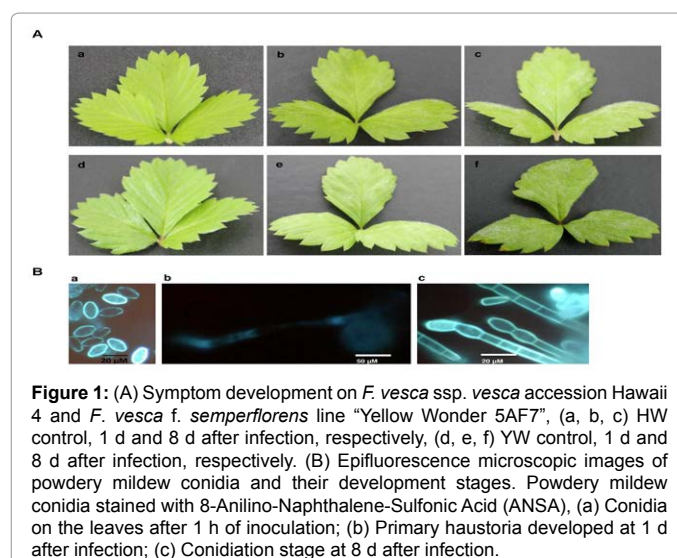 A
a b c
d e f
B
a b c
20 µM 50 µM 20 µM
Figure 1: (A) Symptom development on F. vesca ssp. vesca accession Hawaii
4 and F. vesca f. semperflorens line “Yellow Wonder 5AF7”, (a, b, c) HW
control, 1 d and 8 d after infection, respectively, (d, e, f) YW control, 1 d and
8 d after infection, respectively. (B) Epifluorescence microscopic images of
powdery mildew conidia and their development stages. Powdery mildew
conidia stained with 8-Anilino-Naphthalene-Sulfonic Acid (ANSA), (a) Conidia
on the leaves after 1 h of inoculation; (b) Primary haustoria developed at 1 d
after infection; (c) Conidiation stage at 8 d after infection.